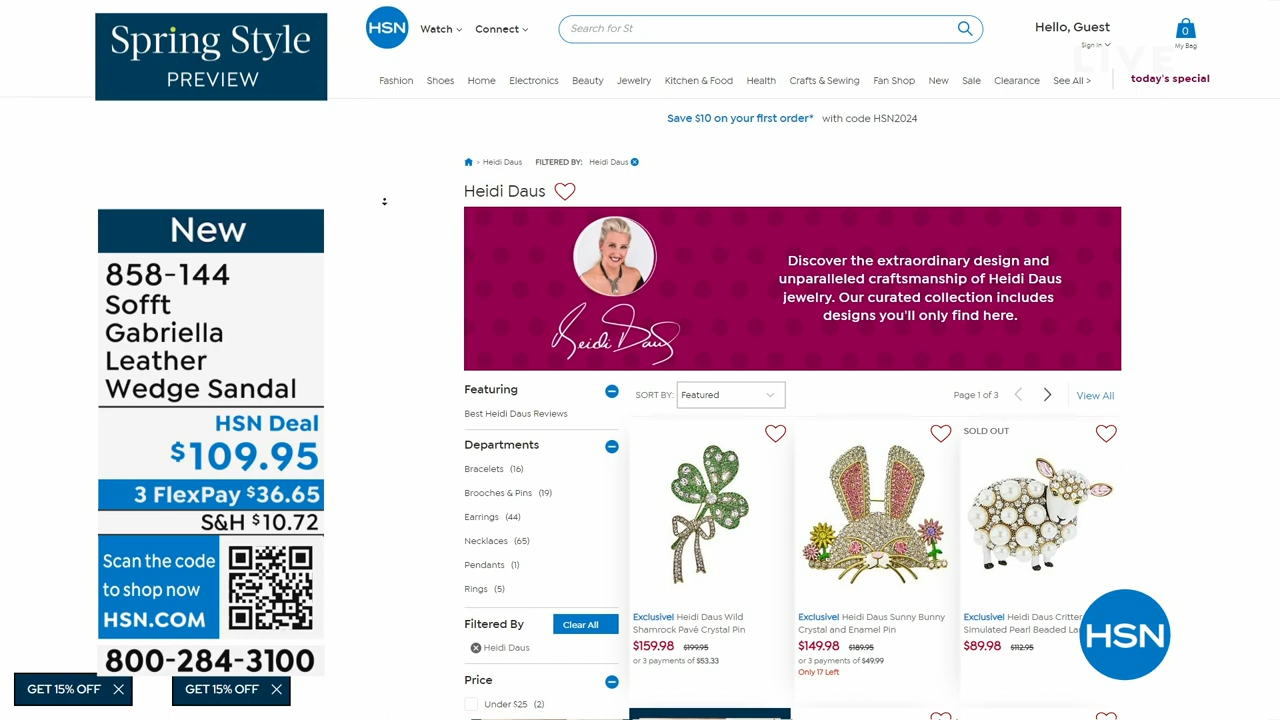 Spring Style
PREVIEW
HSN
Watch
Connect
Search for St
Hello, Guest
Sign In
0
My Bag
LIVE
Fashion Shoes Home Electronics Beauty Jewelry Kitchen & Food Health Crafts & Sewing Fan Shop New Sale Clearance See All >
today's special
Save $10 on your first order* with code HSN2024
> Heidi Daus FILTERED BY: Heidi Daus
Heidi Daus
Discover the extraordinary design and
unparalleled craftsmanship of Heidi Daus
jewelry. Our curated collection includes
designs you'll only find here.
Heidi Daus
New
858-144
Sofft
Gabriella
Leather
Wedge Sandal
HSN Deal
$109.95
3 FlexPay $36.65
S&H $10.72
Scan the code
to shop now
HSN.COM
800-284-3100
GET 15% OFF
GET 15% OFF
Featuring
Best Heidi Daus Reviews
Departments
Bracelets (16)
Brooches & Pins (19)
Earrings (44)
Necklaces (65)
Pendants (1)
Rings (5)
Filtered By
Clear All
Heidi Daus
Price
Under $25 (2)
SORT BY: Featured
Page 1 of 3
View All
Exclusive! Heidi Daus Wild
Shamrock Pavé Crystal Pin
$159.98 $199.95
or 3 payments of $53.33
Exclusive! Heidi Daus Sunny Bunny
Crystal and Enamel Pin
$149.98 $189.95
or 3 payments of $49.99
Only 17 Left
SOLD OUT
Exclusive! Heidi Daus Critter
Simulated Pearl Beaded La
$89.98 $112.95
HSN